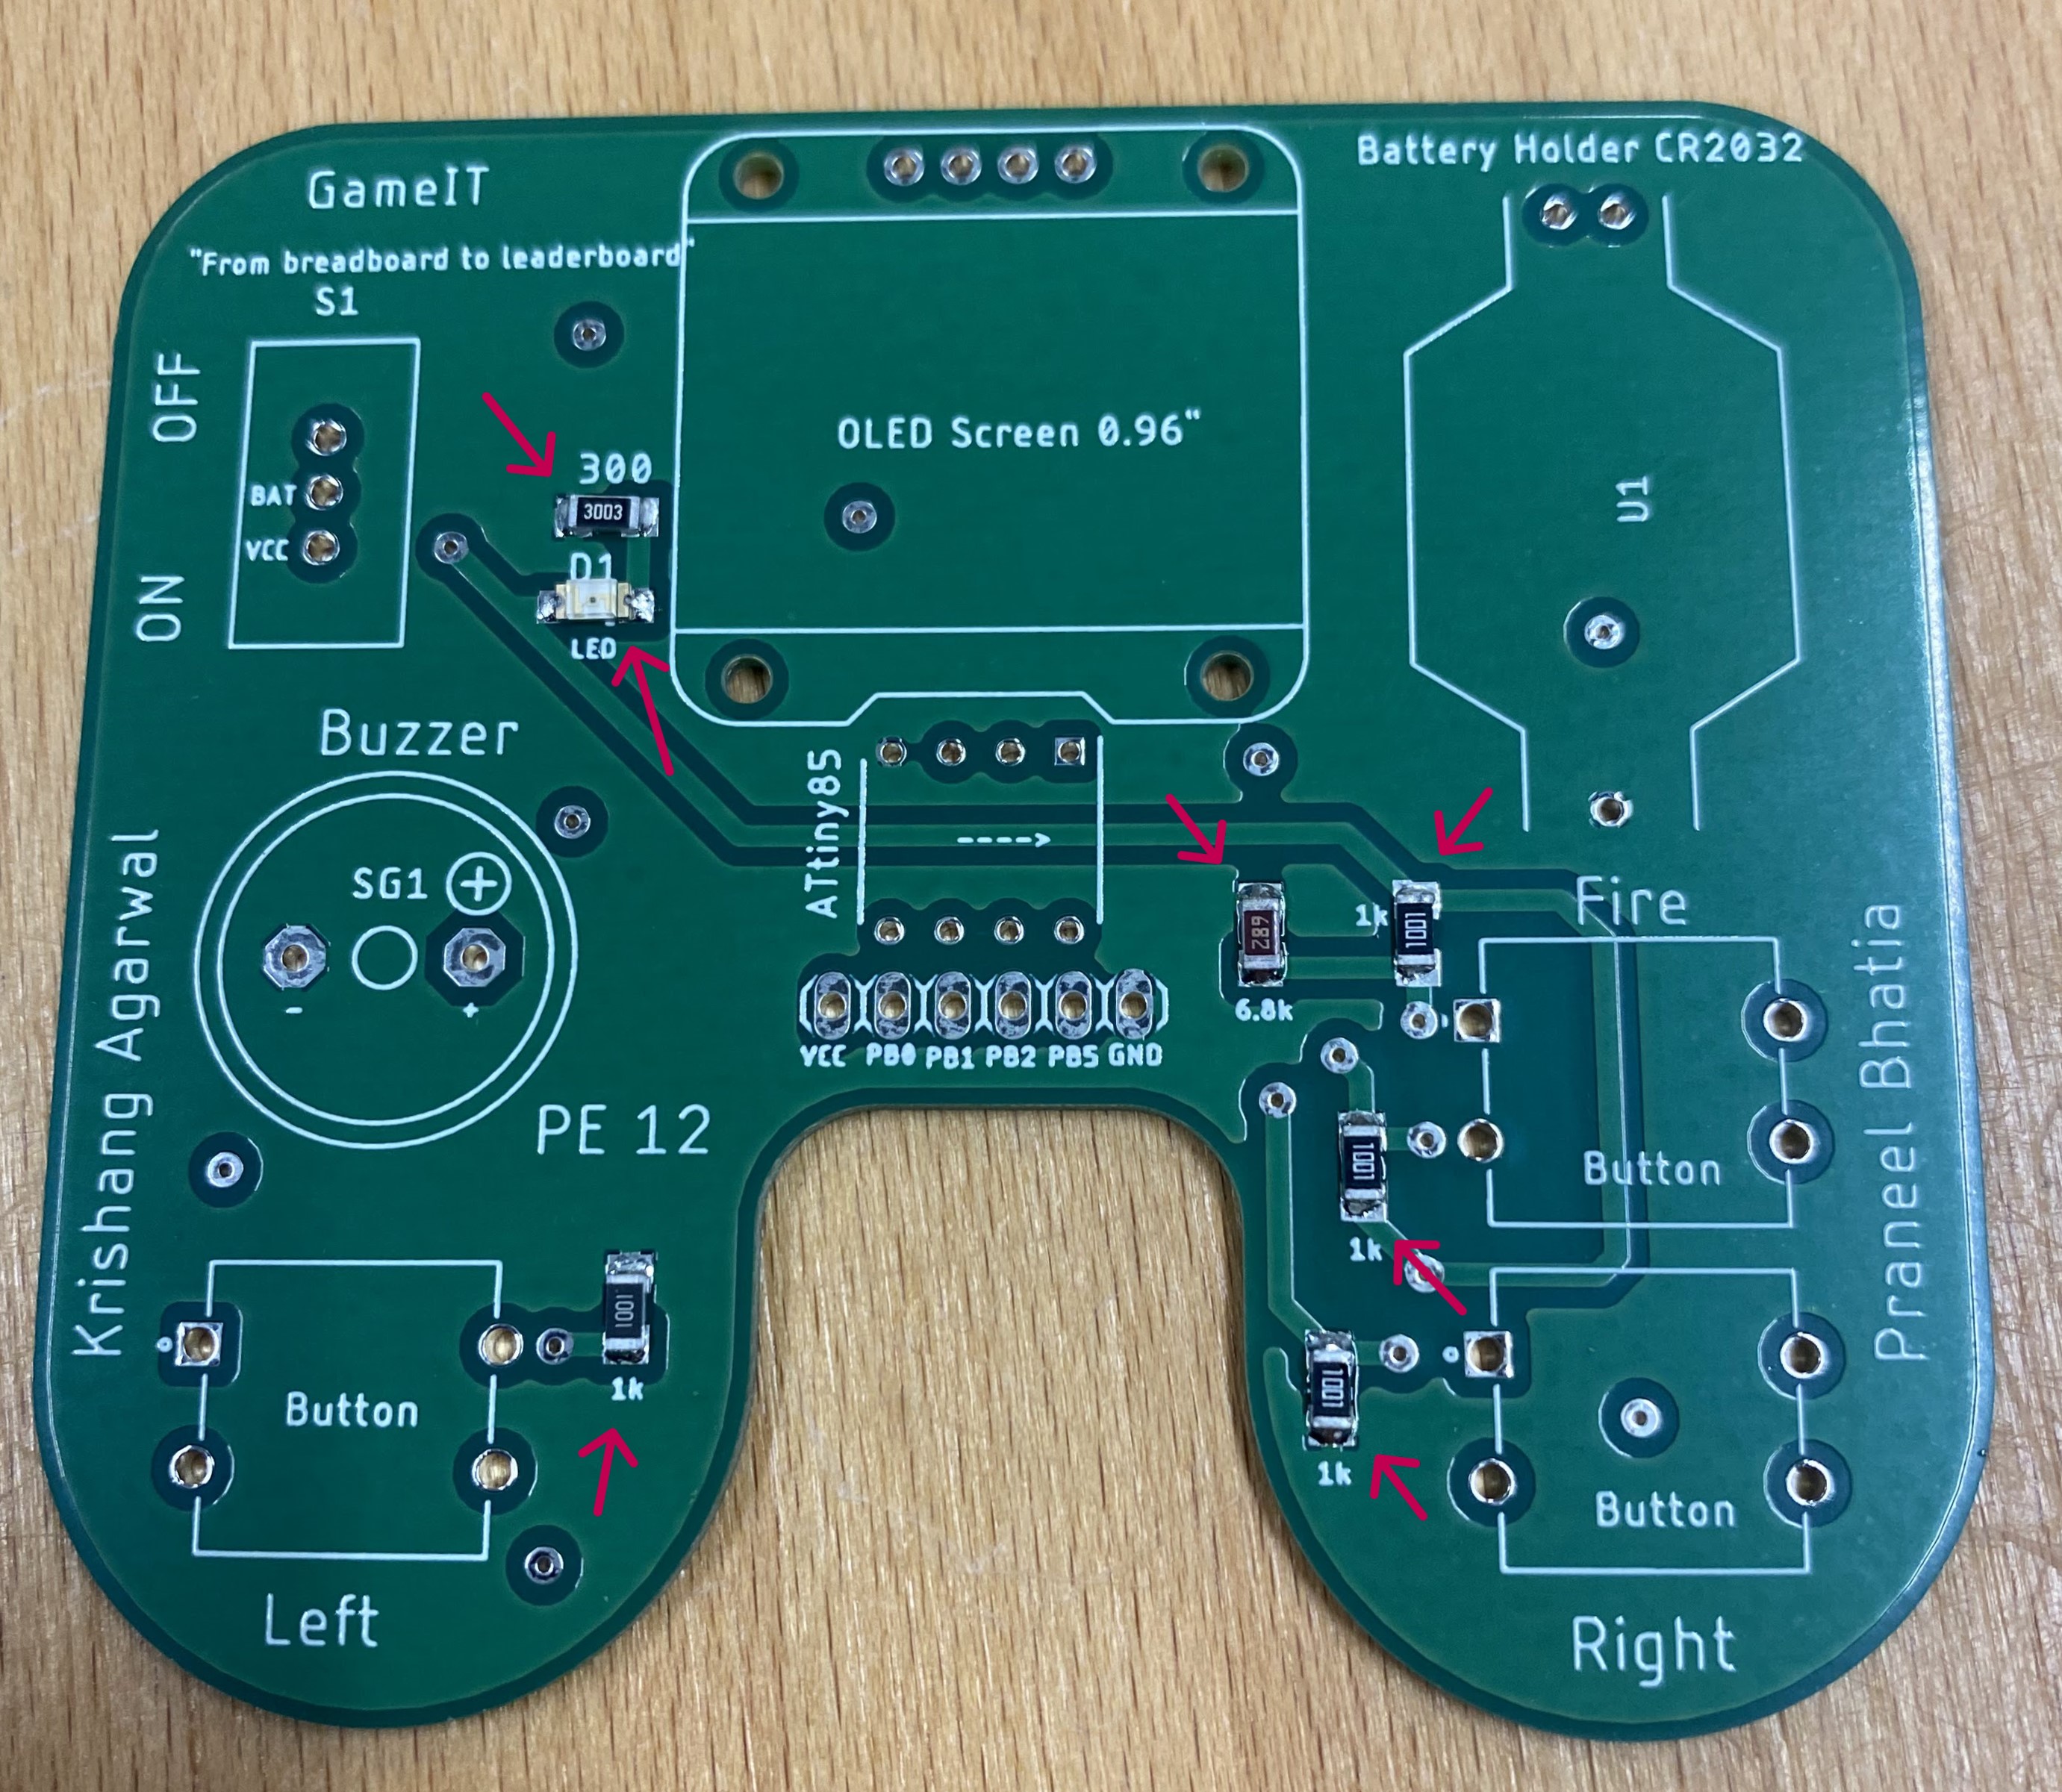 Battery Holder CR2032
GameIT
"From breadboard to leaderboard"
S1
OFF
OLED Screen 0.96"
300
BAT
3003
U1
VCC
D1
ON
LED
Buzzer
ATtiny85
---->
SG1
+
1k
1001
Fire
682
6.8k
-
+
VCC PB0 PB1 PB2 PB5 GND
Krishang Agarwal
Praneel Bhatia
PE 12
1001
Button
1k
1001
1k
1001
Button
1k
Button
Left
Right